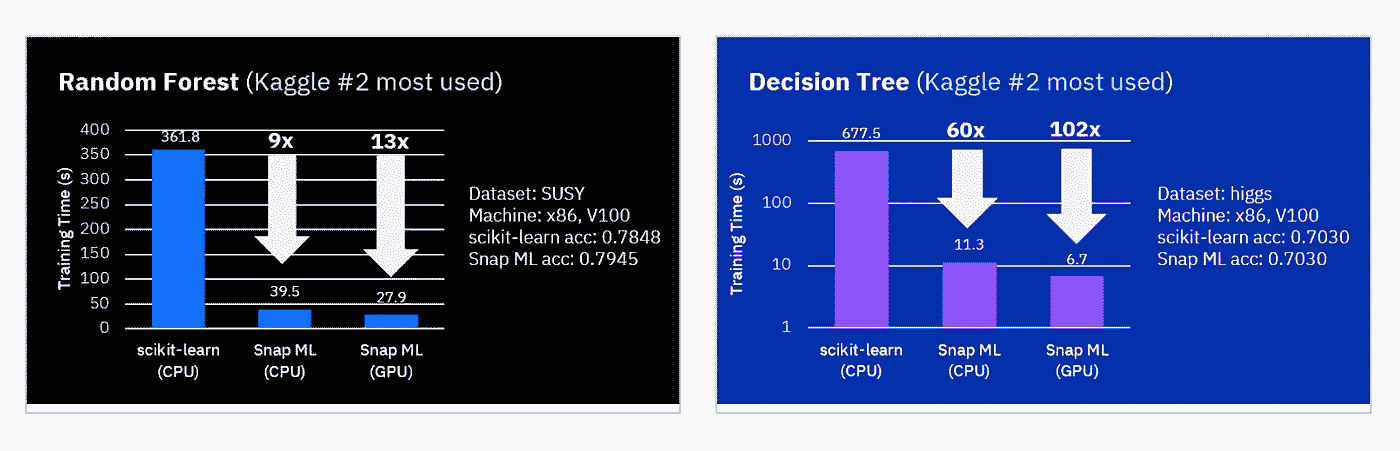 Random Forest (Kaggle #2 most used)
Training Time (s)
400
350
300
250
200
150
100
50
0
361.8
9x
13x
39.5
27.9
scikit-learn
(CPU)
Snap ML
(CPU)
Snap ML
(GPU)
Dataset: SUSY
Machine: x86, V100
scikit-learn acc: 0.7848
Snap ML acc: 0.7945
Decision Tree (Kaggle #2 most used)
Training Time (s)
1000
100
10
1
677.5
60x
102x
11.3
6.7
scikit-learn
(CPU)
Snap ML
(CPU)
Snap ML
(GPU)
Dataset: higgs
Machine: x86, V100
scikit-learn acc: 0.7030
Snap ML acc: 0.7030